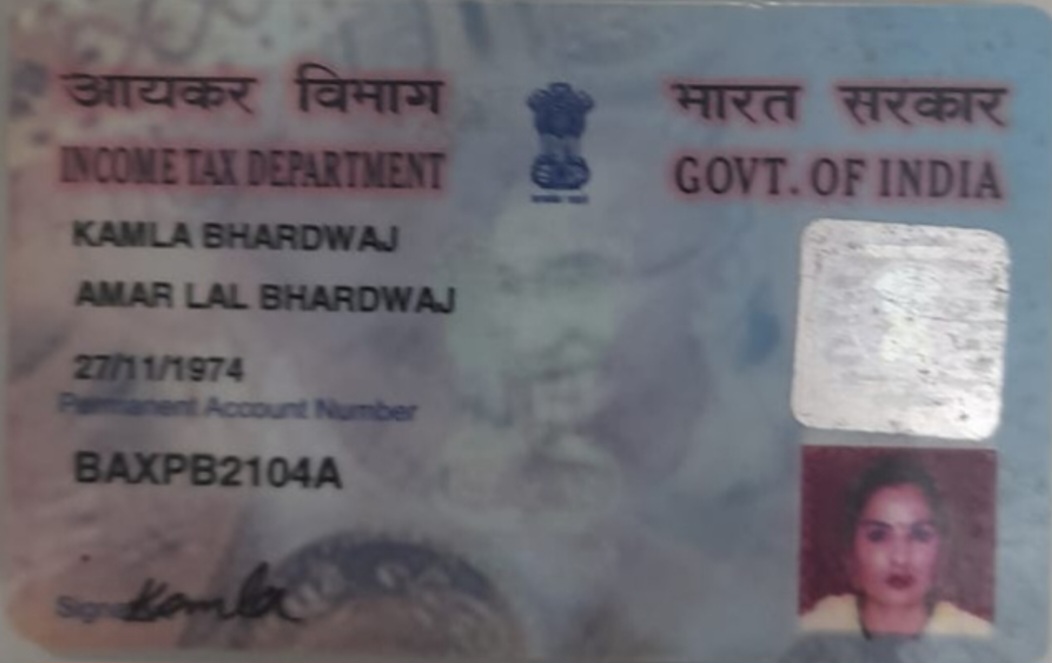 आयकर विभाग
भारत सरकार
INCOME TAX DEPARTMENT
GOVT. OF INDIA
KAMLA BHARDWAJ
AMAR LAL BHARDWAJ
27/11/1974
Permanent Account Number
BAXPB2104A
Kamla